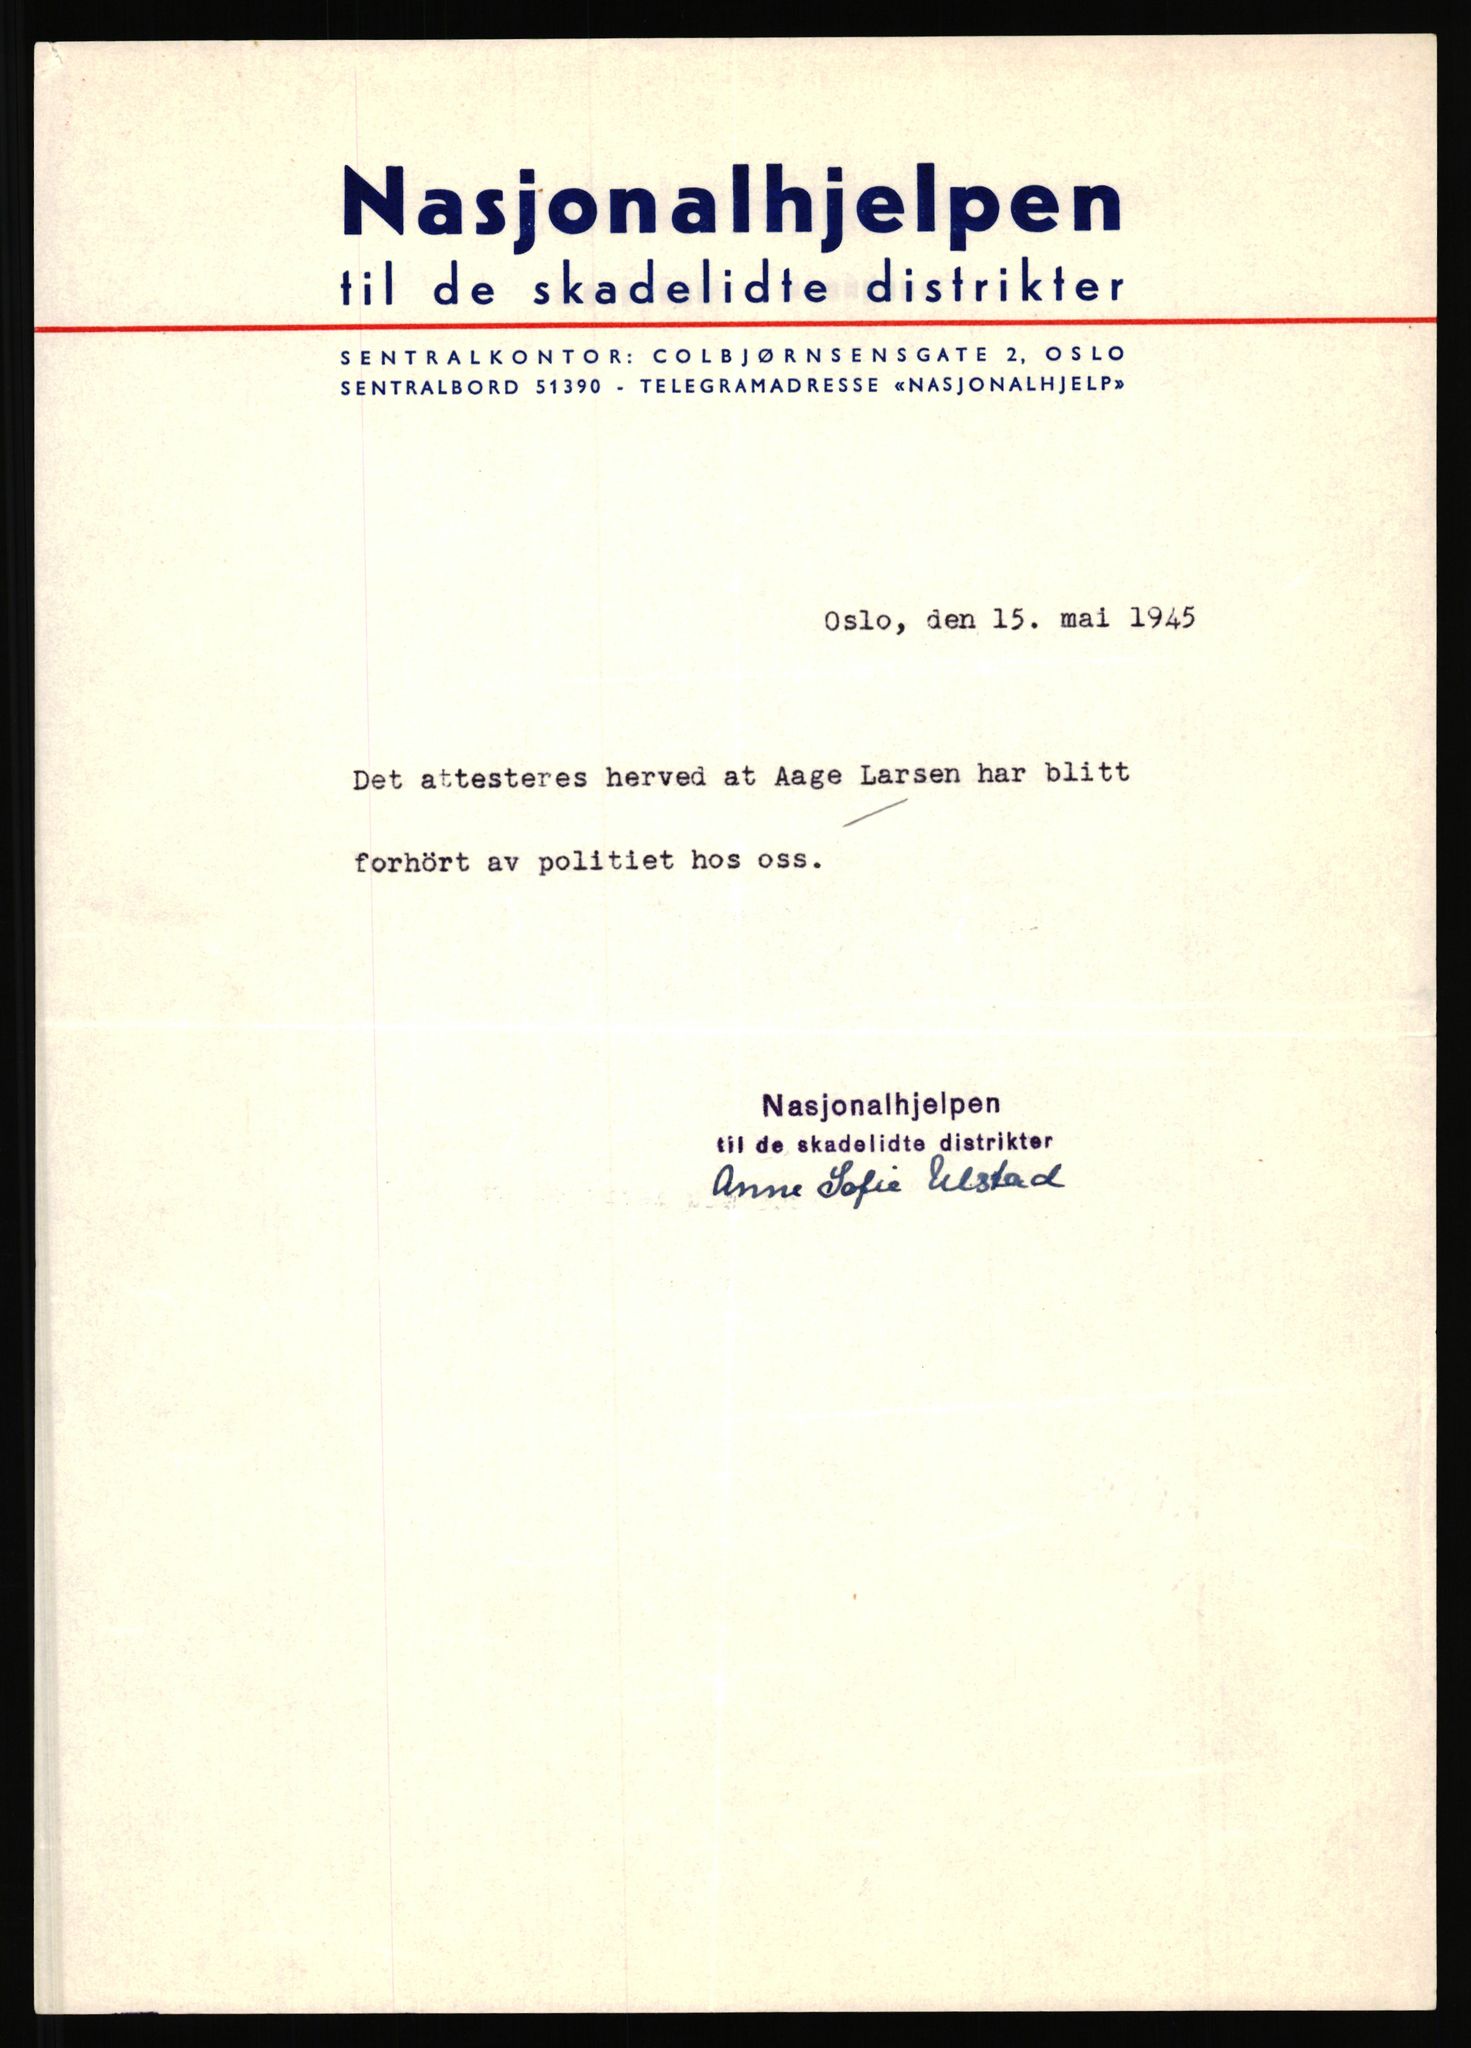 Nasjonalhjelpen
til de skadelidte distrikter
SENTRALKONTOR: COLBJØRNSENSGATE 2, OSLO
SENTRALBORD 51390 - TELEGRAMADRESSE «NASJONALHJELP»
Oslo, den 15. mai 1945
Det attesteres herved at Aage Larsen har blitt
forhört av politiet hos oss.
Nasjonalhjelpen
til de skadelidte distrikter
Anne Sofie